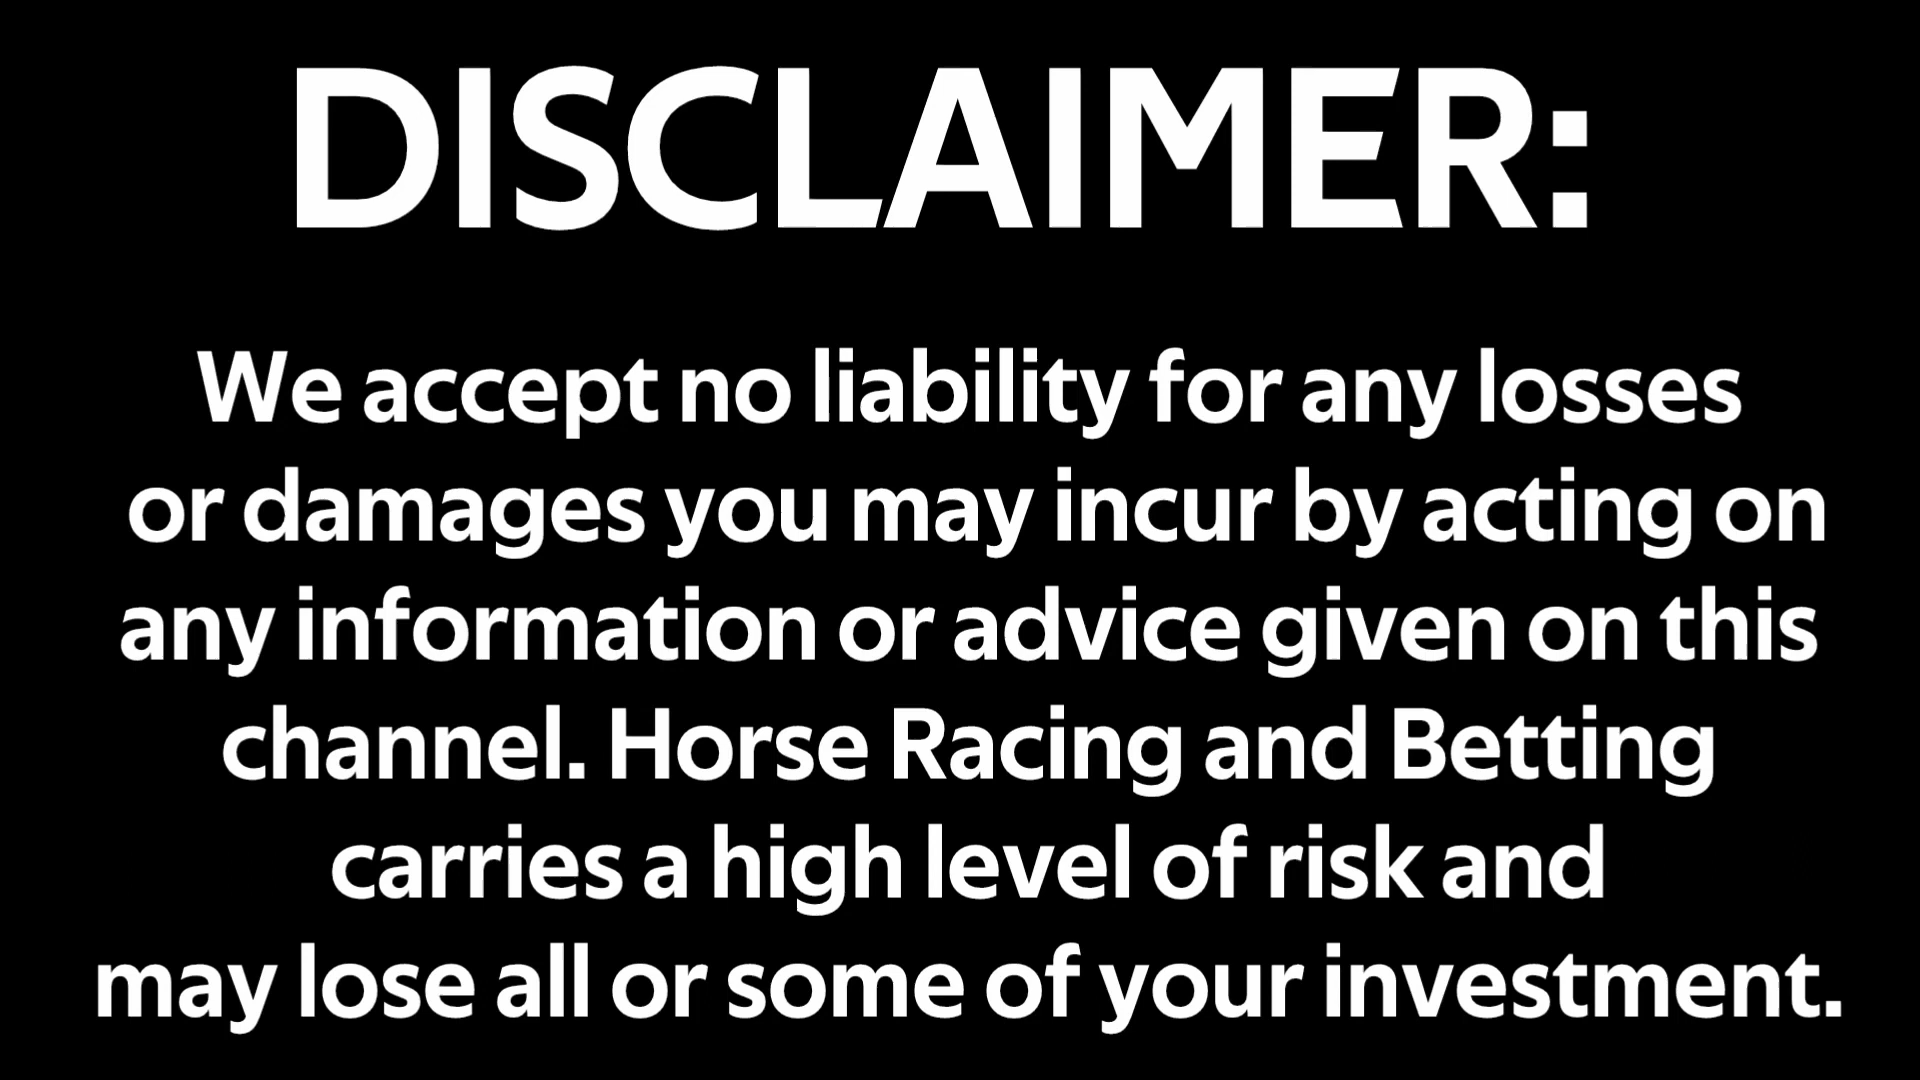 DISCLAIMER:
We accept no liability for any losses
or damages you may incur by acting on
any information or advice given on this
channel. Horse Racing and Betting
carries a high level of risk and
may lose all or some of your investment.